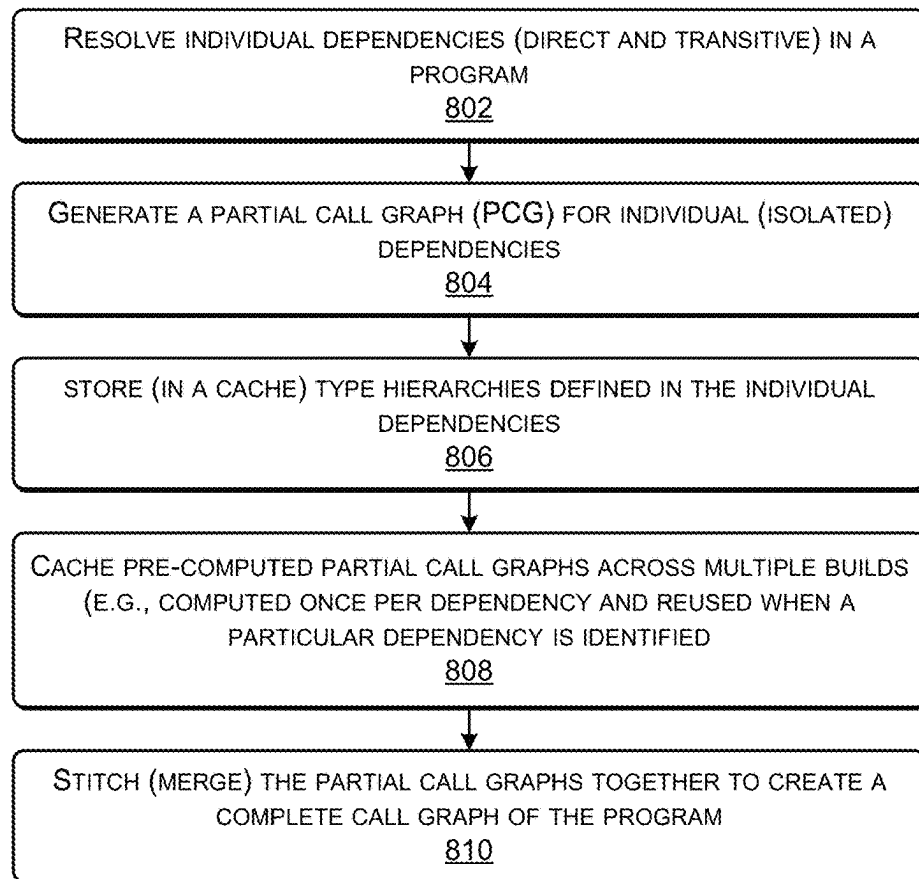 RESOLVE INDIVIDUAL DEPENDENCIES (DIRECT AND TRANSITIVE) IN A
PROGRAM
802
GENERATE A PARTIAL CALL GRAPH (PCG) FOR INDIVIDUAL (ISOLATED)
DEPENDENCIES
804
STORE (IN A CACHE) TYPE HIERARCHIES DEFINED IN THE INDIVIDUAL
DEPENDENCIES
806
CACHE PRE-COMPUTED PARTIAL CALL GRAPHS ACROSS MULTIPLE BUILDS
(E.G., COMPUTED ONCE PER DEPENDENCY AND REUSED WHEN A
PARTICULAR DEPENDENCY IS IDENTIFIED
808
STITCH (MERGE) THE PARTIAL CALL GRAPHS TOGETHER TO CREATE A
COMPLETE CALL GRAPH OF THE PROGRAM
810